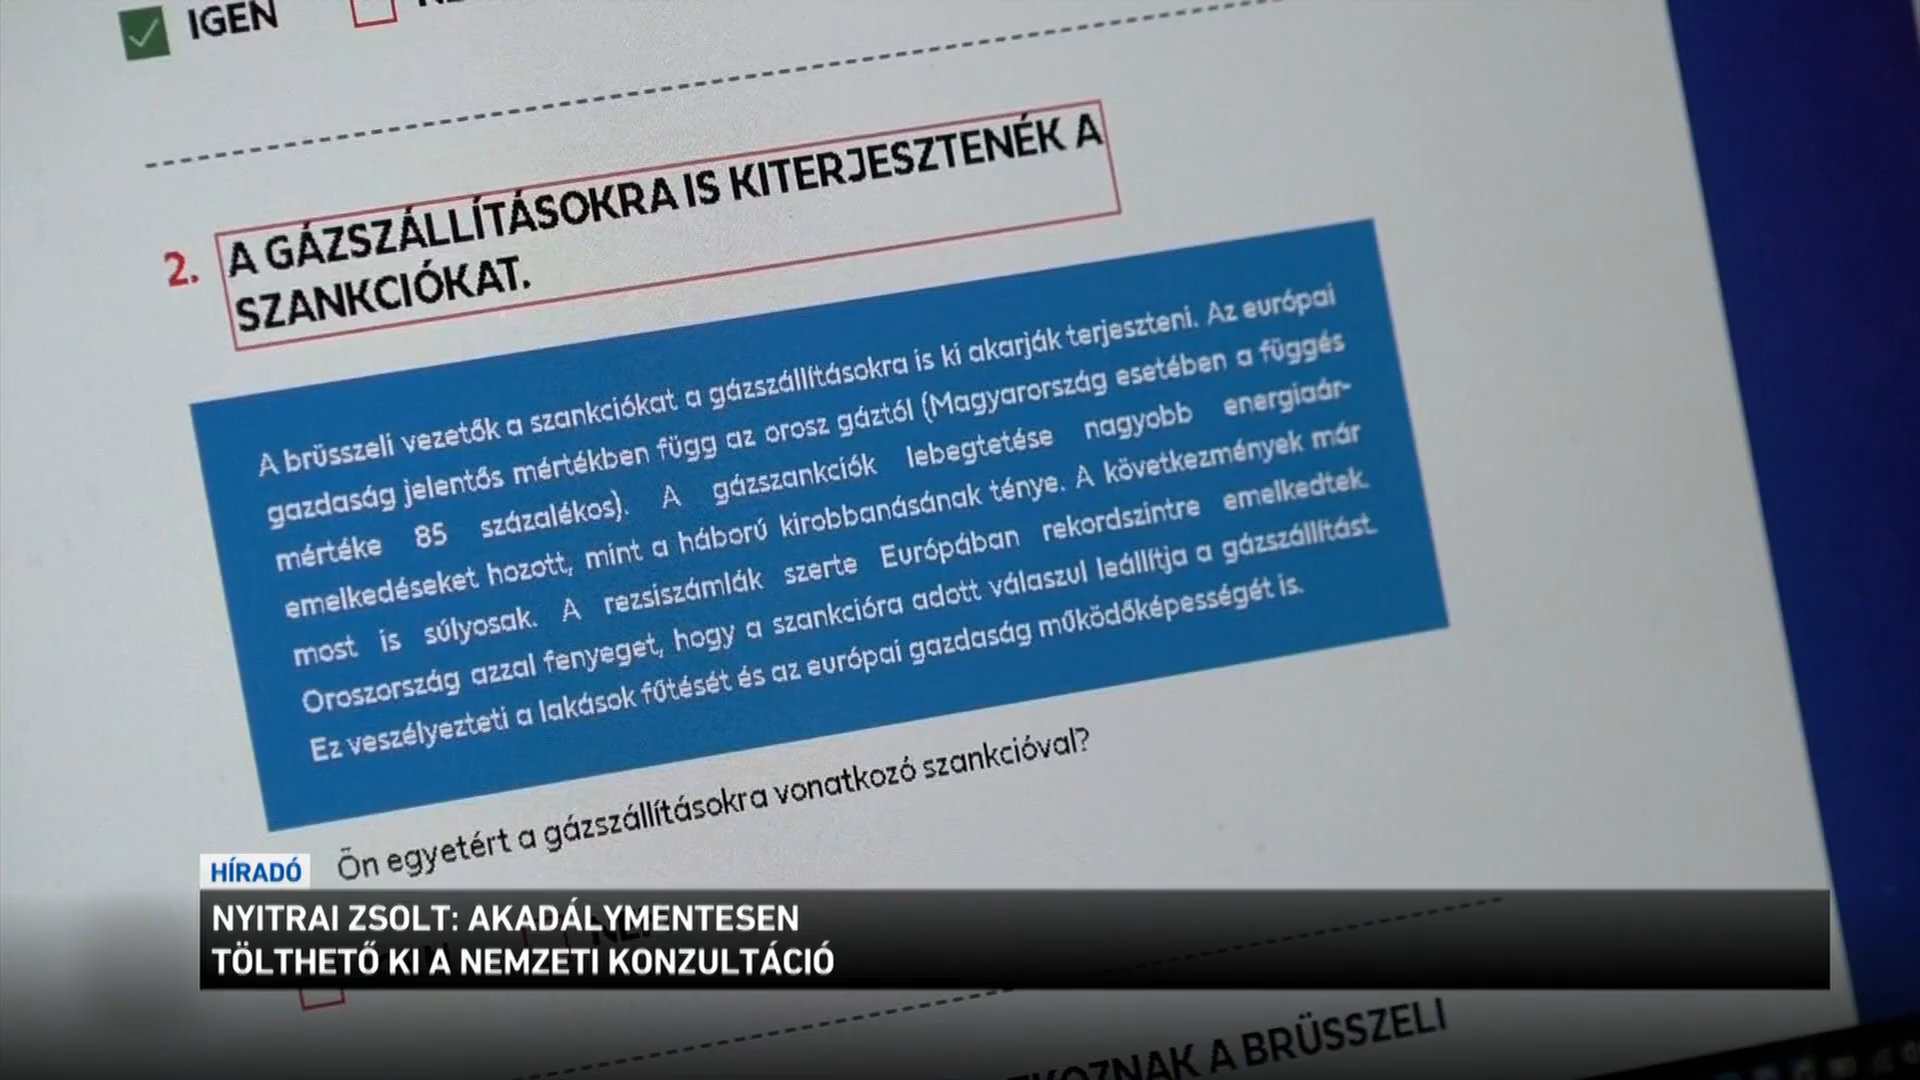 IGEN
2. A GÁZSZÁLLÍTÁSOKRA IS KITERJESZTENÉK A
SZANKCIÓKAT.
A brüsszeli vezetők a szankciókat a gázszállításokra is ki akarják terjeszteni. Az európai
gazdaság jelentős mértékben függ az orosz gáztól (Magyarország esetében a függés
mértéke 85 százalékos). A gázszankciók lebegtetése nagyobb energiaár-
emelkedéseket hozott, mint a háború kirobbanásának ténye. A következmények már
most is súlyosak. A rezsiszámlák szerte Európában rekordszintre emelkedtek.
Oroszország azzal fenyeget, hogy a szankcióra adott válaszul leállítja a gázszállítást.
Ez veszélyezteti a lakások fűtését és az európai gazdaság működőképességét is.
Ön egyetért a gázszállításokra vonatkozó szankcióval?
HÍRADÓ
NYITRAI ZSOLT: AKADÁLYMENTESEN
TÖLTHETŐ KI A NEMZETI KONZULTÁCIÓ
A BRÜSSZELI